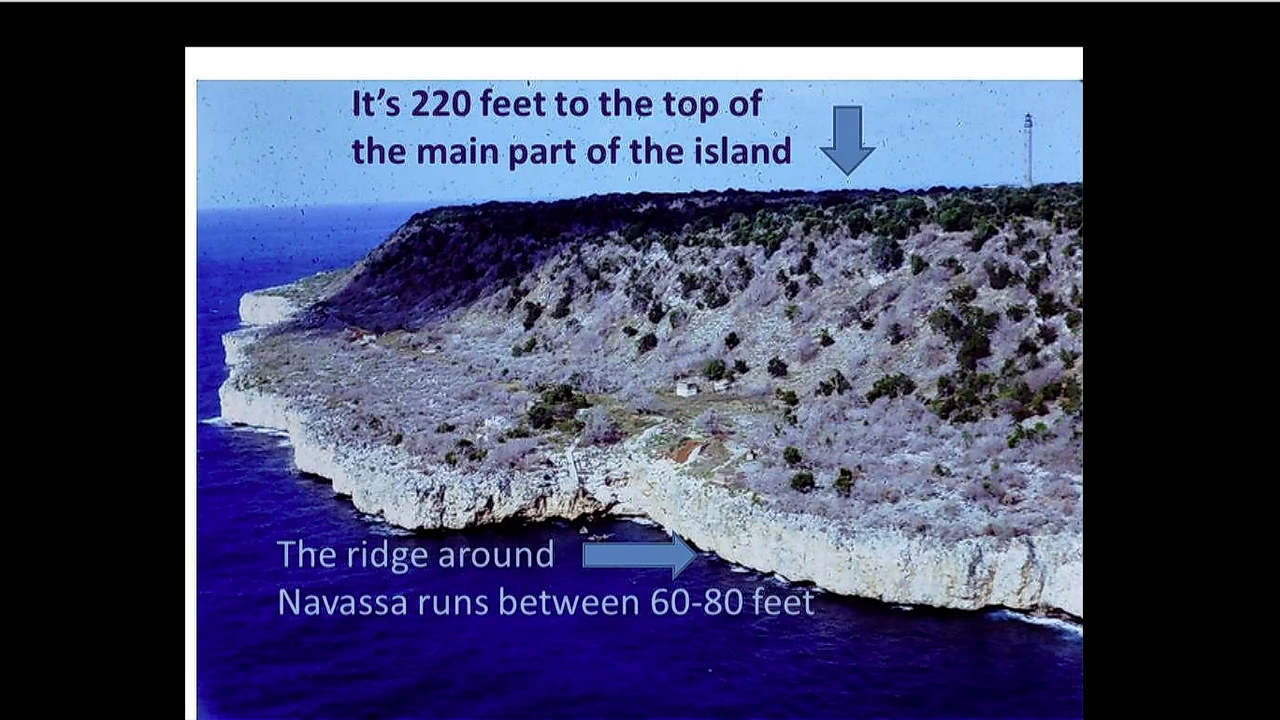 It’s 220 feet to the top of
the main part of the island
The ridge around
Navassa runs between 60-80 feet